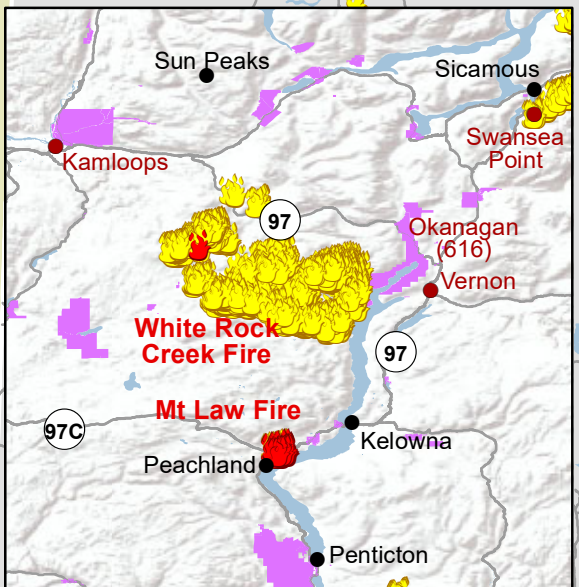 Sun Peaks
Sicamous
Swansea
Point
Kamloops
97
Okanagan
(616)
Vernon
White Rock
Creek Fire
97
Mt Law Fire
97C
Kelowna
Peachland
Penticton